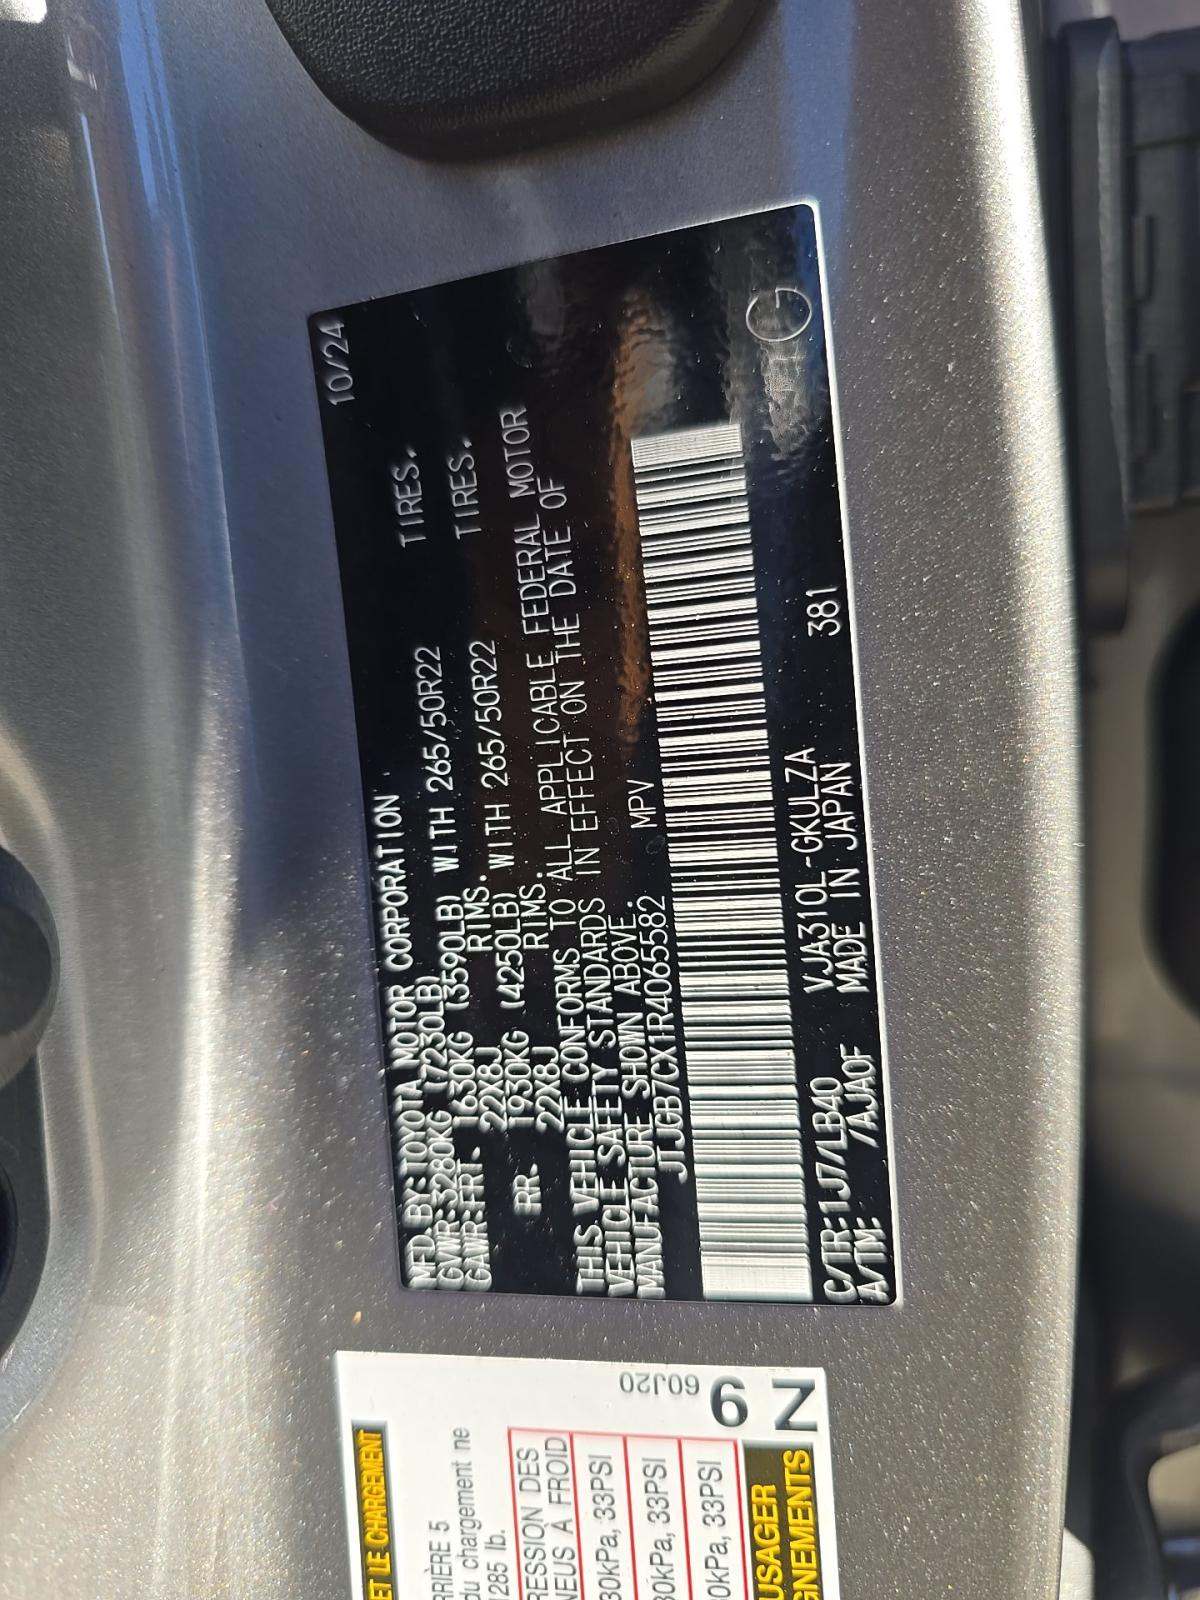 10/24
MFD. BY: TOYOTA MOTOR CORPORATION
GVWR: 3280KG (7230LB)
GAWR: FRT. 1630KG (3590LB) WITH 265/50R22 TIRES.
22X8J RIMS.
RR. 1930KG (4250LB) WITH 265/50R22 TIRES.
22X8J RIMS.
THIS VEHICLE CONFORMS TO ALL APPLICABLE FEDERAL MOTOR
VEHICLE SAFETY STANDARDS IN EFFECT ON THE DATE OF
MANUFACTURE SHOWN ABOVE.
JTJGB7CX1R4065582 MPV
C/TR: 1J7/LB40 VJA310L-GKULZA 381
A/TM: /AJA0F MADE IN JAPAN
G
ET LE CHARGEMENT
RRIÈRE 5
du chargement ne
1285 lb.
RESSION DES
NEUS À FROID
30kPa, 33PSI
30kPa, 33PSI
0kPa, 33PSI
USAGER
GNEMENTS
60J20
9
Z